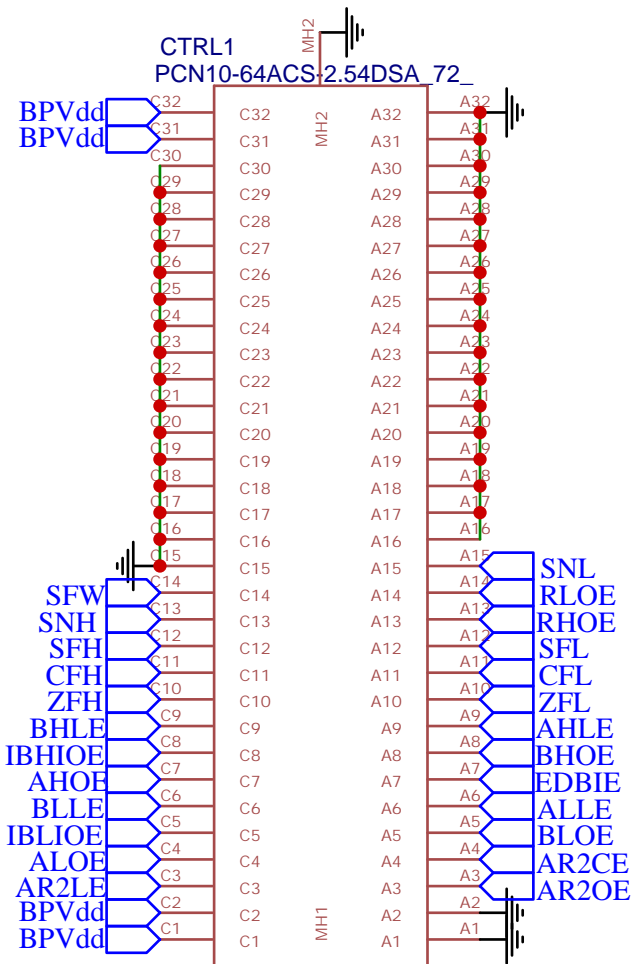 MH2
CTRL1
PCN10-64ACS-2.54DSA_72_
BPVdd C32 C32 MH2 A32 A32
BPVdd C31 C31 A31 A31
C30 C30 A30 A30
C29 C29 A29 A29
C28 C28 A28 A28
C27 C27 A27 A27
C26 C26 A26 A26
C25 C25 A25 A25
C24 C24 A24 A24
C23 C23 A23 A23
C22 C22 A22 A22
C21 C21 A21 A21
C20 C20 A20 A20
C19 C19 A19 A19
C18 C18 A18 A18
C17 C17 A17 A17
C16 C16 A16 A16
C15 C15 A15 A15 SNL
SFW C14 C14 A14 A14 RLOE
SNH C13 C13 A13 A13 RHOE
SFH C12 C12 A12 A12 SFL
CFH C11 C11 A11 A11 CFL
ZFH C10 C10 A10 A10 ZFL
BHLE C9 C9 A9 A9 AHLE
IBHIOE C8 C8 A8 A8 BHOE
AHOE C7 C7 A7 A7 EDBIE
BLLE C6 C6 A6 A6 ALLE
IBLIOE C5 C5 A5 A5 BLOE
ALOE C4 C4 A4 A4 AR2CE
AR2LE C3 C3 A3 A3 AR2OE
BPVdd C2 C2 A2 A2
BPVdd C1 C1 MH1 A1 A1